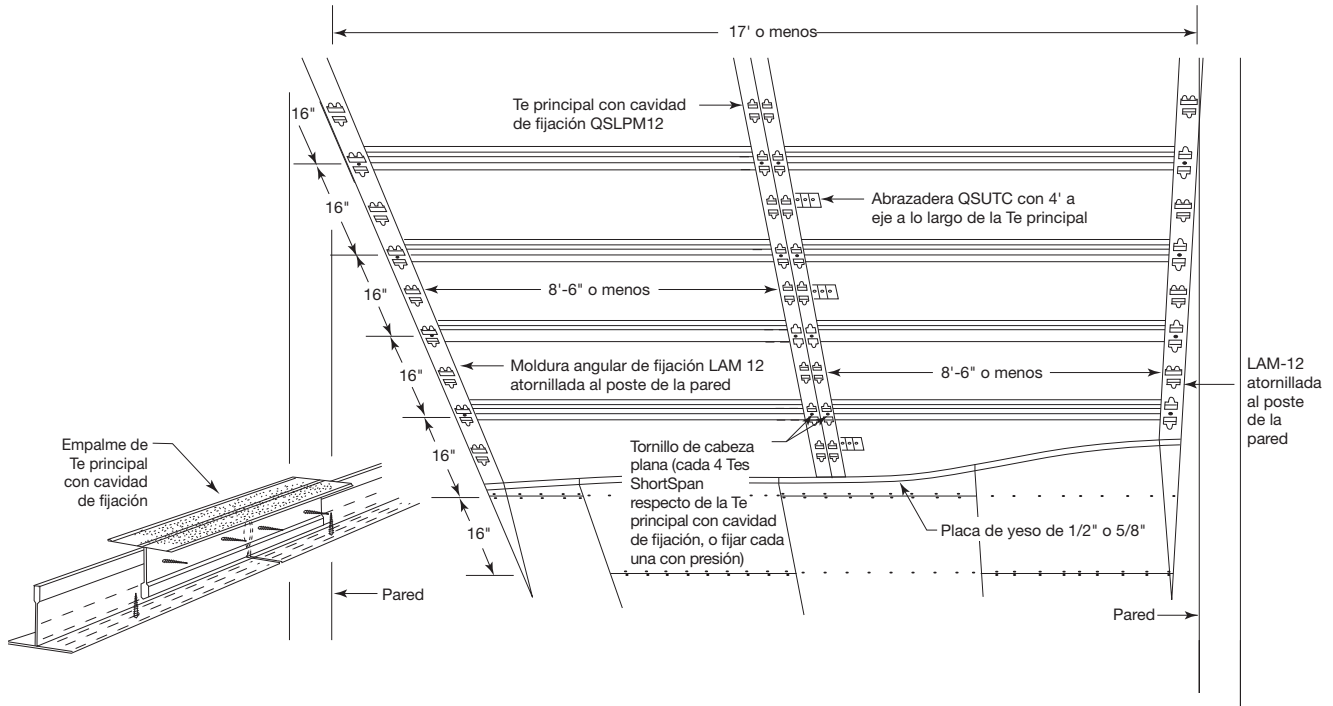 17' o menos
16"
Te principal con cavidad
de fijación QSLPM12
16"
Abrazadera QSUTC con 4' a
eje a lo largo de la Te principal
16"
8'-6" o menos
16"
Moldura angular de fijación LAM 12
atornillada al poste de la pared
8'-6" o menos
LAM-12
atornillada
al poste
de la
pared
16"
16"
Empalme de
Te principal
con cavidad
de fijación
Tornillo de cabeza
plana (cada 4 Tes
ShortSpan
respecto de la Te
principal con cavidad
de fijación, o fijar cada
una con presión)
Placa de yeso de 1/2" o 5/8"
Pared
Pared